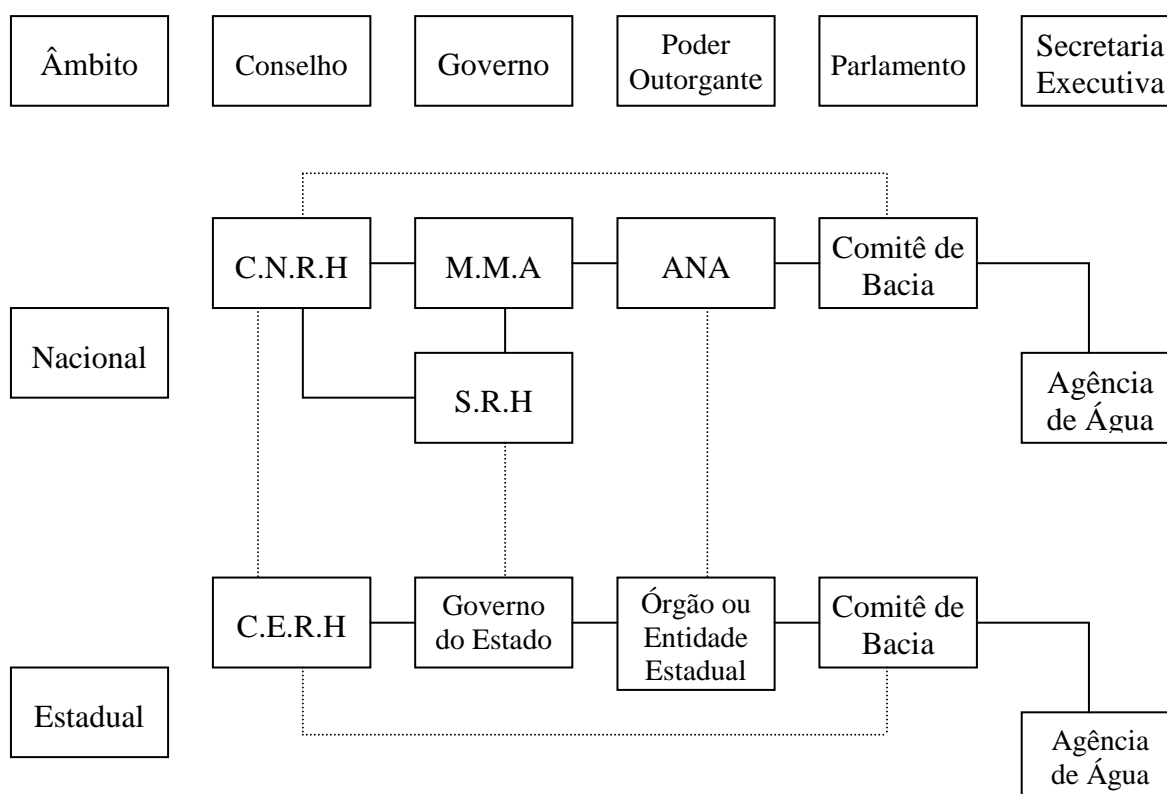 Âmbito
Conselho
Governo
Poder
Outorgante
Parlamento
Secretaria
Executiva
C.N.R.H
M.M.A
ANA
Comitê de
Bacia
Nacional
S.R.H
Agência
de Água
C.E.R.H
Governo
do Estado
Órgão ou
Entidade
Estadual
Comitê de
Bacia
Estadual
Agência
de Água